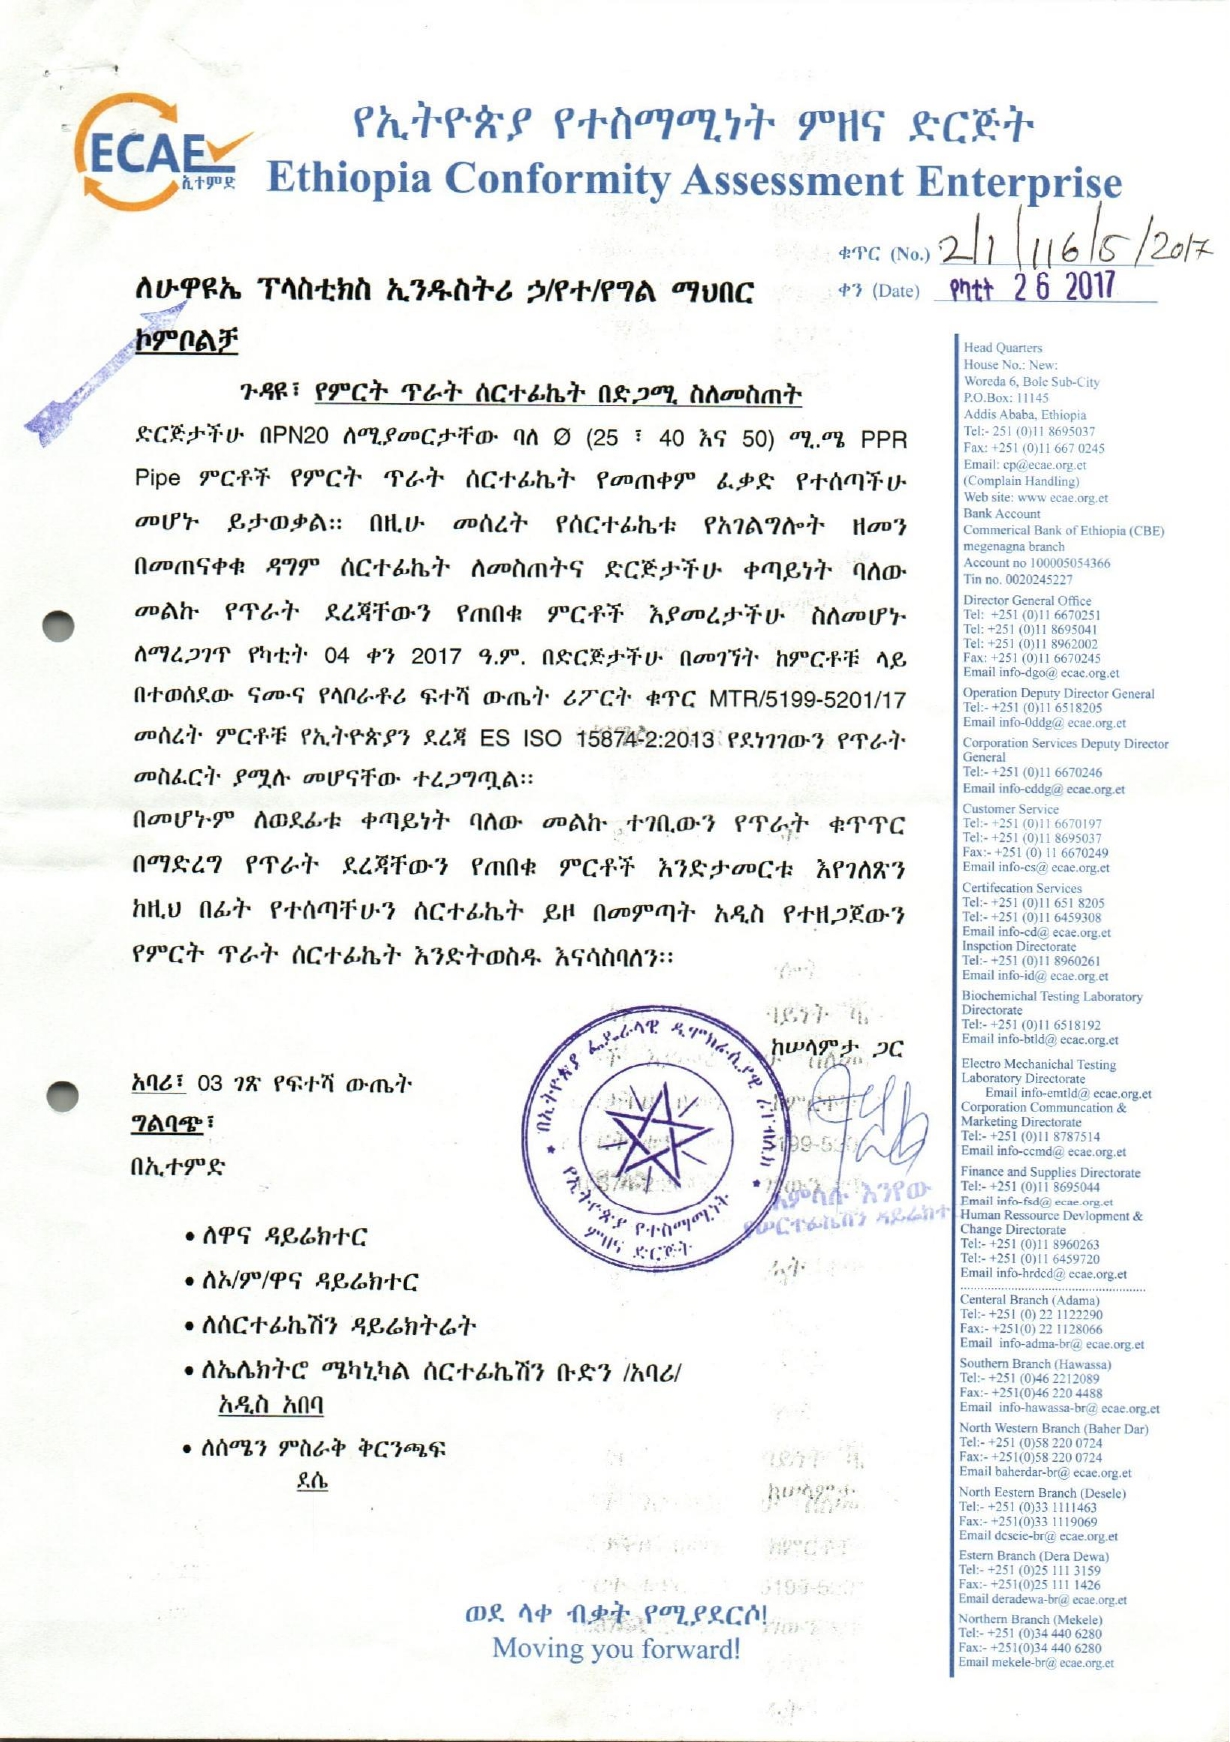 ECAE
ኢተምድ
የኢትዮጵያ የተስማሚነት ምዘና ድርጅት
Ethiopia Conformity Assessment Enterprise
ቁጥር (No.) 2/1/116/5/2017
ቀን (Date) የካቲት 26 2017
ለሁዋዩኤ ፕላስቲክስ ኢንዱስትሪ ኃ/የተ/የግል ማህበር
ኮምቦልቻ
ጉዳዩ፣ የምርት ጥራት ሰርተፊኬት በድጋሚ ስለመስጠት
ድርጅታችሁ በPN20 ለሚያመርታቸው ባለ Ø (25 ፣ 40 እና 50) ሚ.ሜ PPR
Pipe ምርቶች የምርት ጥራት ሰርተፊኬት የመጠቀም ፈቃድ የተሰጣችሁ
መሆኑ ይታወቃል፡፡ በዚሁ መሰረት የሰርተፊኬቱ የአገልግሎት ዘመን
በመጠናቀቁ ዳግም ሰርተፊኬት ለመስጠትና ድርጅታችሁ ቀጣይነት ባለው
መልኩ የጥራት ደረጃቸውን የጠበቁ ምርቶች እያመረታችሁ ስለመሆኑ
ለማረጋገጥ የካቲት 04 ቀን 2017 ዓ.ም. በድርጅታችሁ በመገኘት ከምርቶቹ ላይ
በተወሰደው ናሙና የላቦራቶሪ ፍተሻ ውጤት ሪፖርት ቁጥር MTR/5199-5201/17
መሰረት ምርቶቹ የኢትዮጵያን ደረጃ ES ISO 15874-2:2013 የደነገገውን የጥራት
መስፈርት ያሟሉ መሆናቸው ተረጋግጧል፡፡
በመሆኑም ለወደፊቱ ቀጣይነት ባለው መልኩ ተገቢውን የጥራት ቁጥጥር
በማድረግ የጥራት ደረጃቸውን የጠበቁ ምርቶች እንድታመርቱ እየገለጽን
ከዚህ በፊት የተሰጣቸሁን ሰርተፊኬት ይዞ በመምጣት አዲስ የተዘጋጀውን
የምርት ጥራት ሰርተፊኬት እንድትወስዱ እናሳስባለን፡፡
ከሠላምታ ጋር
በኢትዮጵያ ፌዴራላዊ ዲሞክራሲያዊ ሪፐብሊክ
የኢትዮጵያ የተስማሚነት
ምዘና ድርጅት
አምሳሉ እንየው
የሠርተፊኬሽን ዳይሬክተ
አባሪ፣ 03 ገጽ የፍተሻ ውጤት
ግልባጭ፣
በኢተምድ
• ለዋና ዳይሬክተር
• ለኦ/ም/ዋና ዳይሬክተር
• ለሰርተፊኬሽን ዳይሬክትሬት
• ለኤሌክትሮ ሜካኒካል ሰርተፊኬሽን ቡድን /አባሪ/
አዲስ አበባ
• ለሰሜን ምስራቅ ቅርንጫፍ
ደሴ
ወደ ላቀ ብቃት የሚያደርሶ!
Moving you forward!
Head Quarters
House No.: New:
Woreda 6, Bole Sub-City
P.O.Box: 11145
Addis Ababa, Ethiopia
Tel:- 251 (0)11 8695037
Fax: +251 (0)11 667 0245
Email: cp@ecae.org.et
(Complain Handling)
Web site: www ecae.org.et
Bank Account
Commerical Bank of Ethiopia (CBE)
megenagna branch
Account no 100005054366
Tin no. 0020245227
Director General Office
Tel: +251 (0)11 6670251
Tel: +251 (0)11 8695041
Tel: +251 (0)11 8962002
Fax: +251 (0)11 6670245
Email info-dgo@ ecae.org.et
Operation Deputy Director General
Tel:- +251 (0)11 6518205
Email info-0ddg@ ecae.org.et
Corporation Services Deputy Director
General
Tel:- +251 (0)11 6670246
Email info-cddg@ ecae.org.et
Customer Service
Tel:- +251 (0)11 6670197
Tel:- +251 (0)11 8695037
Fax:- +251 (0) 11 6670249
Email info-cs@ ecae.org.et
Certifecation Services
Tel:- +251 (0)11 651 8205
Tel:- +251 (0)11 6459308
Email info-cd@ ecae.org.et
Inspction Directorate
Tel:- +251 (0)11 8960261
Email info-id@ ecae.org.et
Biochemichal Testing Laboratory
Directorate
Tel:- +251 (0)11 6518192
Email info-btld@ ecae.org.et
Electro Mechanichal Testing
Laboratory Directorate
Email info-emtld@ ecae.org.et
Corporation Communcation &
Marketing Directorate
Tel:- +251 (0)11 8787514
Email info-ccmd@ ecae.org.et
Finance and Supplies Directorate
Tel:- +251 (0)11 8695044
Email info-fsd@ ecae.org.et
Human Ressource Devlopment &
Change Directorate
Tel:- +251 (0)11 8960263
Tel:- +251 (0)11 6459720
Email info-hrdcd@ ecae.org.et
Centeral Branch (Adama)
Tel:- +251 (0) 22 1122290
Fax:- +251(0) 22 1128066
Email info-adma-br@ ecae.org.et
Southern Branch (Hawassa)
Tel:- +251 (0)46 2212089
Fax:- +251(0)46 220 4488
Email info-hawassa-br@ ecae.org.et
North Western Branch (Baher Dar)
Tel:- +251 (0)58 220 0724
Fax:- +251(0)58 220 0724
Email baherdar-br@ ecae.org.et
North Eestern Branch (Desele)
Tel:- +251 (0)33 1111463
Fax:- +251(0)33 1119069
Email dcseie-br@ ecae.org.et
Estern Branch (Dera Dewa)
Tel:- +251 (0)25 111 3159
Fax:- +251(0)25 111 1426
Email deradewa-br@ ecae.org.et
Northern Branch (Mekele)
Tel:- +251 (0)34 440 6280
Fax:- +251(0)34 440 6280
Email mekele-br@ ecae.org.et